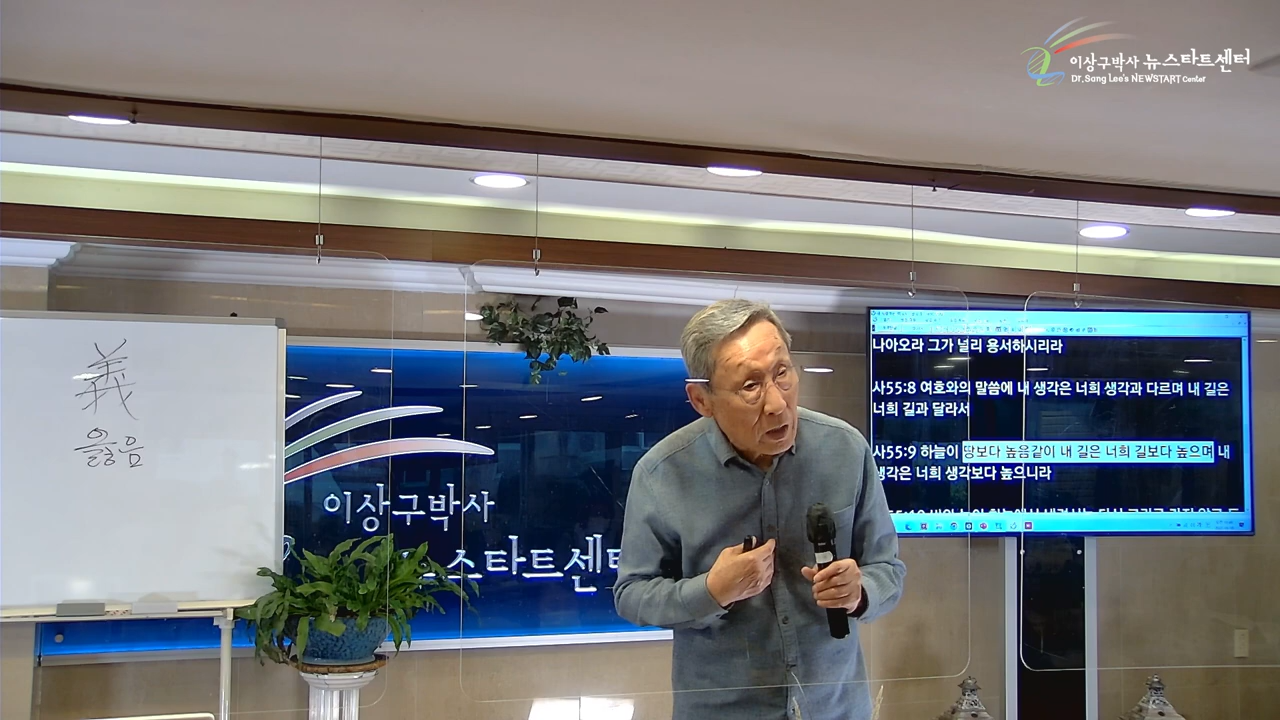 이상구박사 뉴스타트센터
Dr. Sang Lee's NEWSTART Center
義
옳음
이상구박사
뉴스타트센터
나아오라 그가 널리 용서하시리라
사55:8 여호와의 말씀에 내 생각은 너희 생각과 다르며 내 길은
너희 길과 달라서
사55:9 하늘이 땅보다 높음같이 내 길은 너희 길보다 높으며 내
생각은 너희 생각보다 높으니라